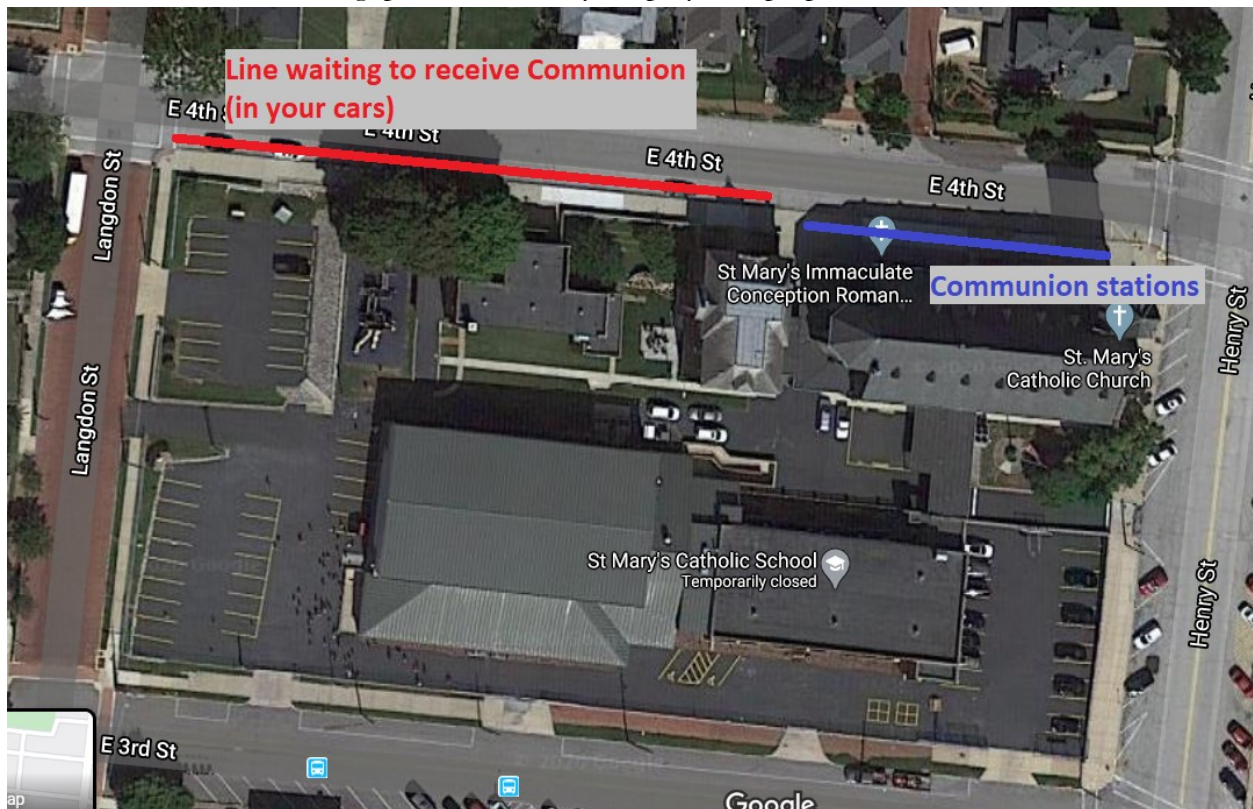 Line waiting to receive Communion
(in your cars)
E 4th S
E 4th St
E 4th St
E 4th St
Langdon St
St Mary's Immaculate
Conception Roman...
Communion stations
Henry St
St. Mary's
Catholic Church
Langdon St
St Mary's Catholic School
Temporarily closed
Henry St
E 3rd St
ap
Google